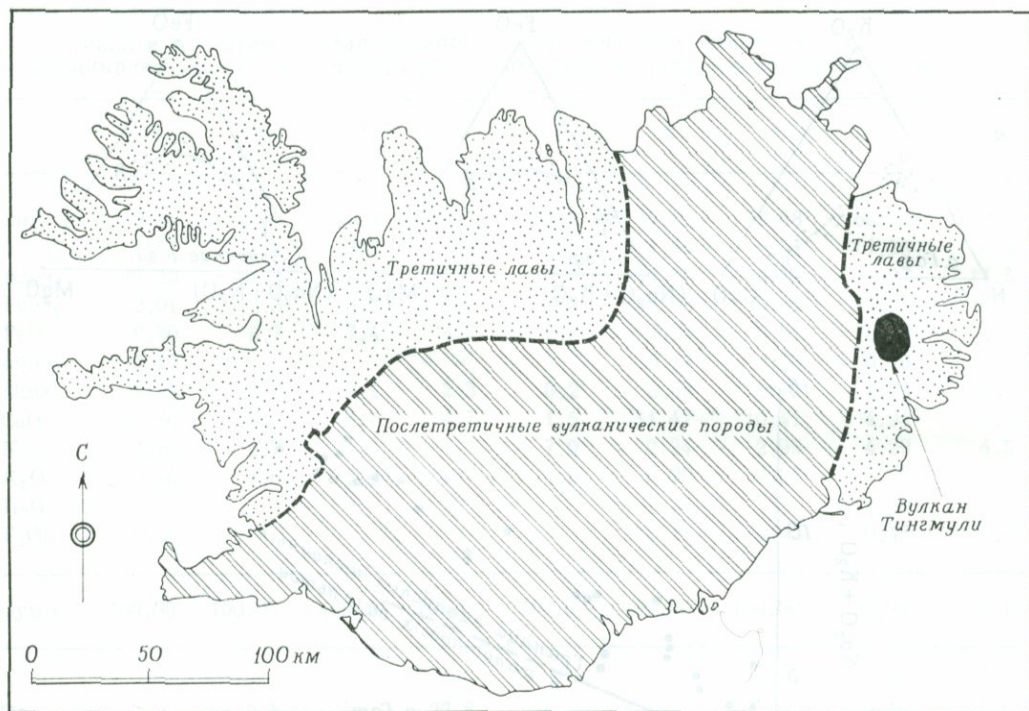 Третичные лавы
Третичные
лавы
Послетретичные вулканические породы
С
Вулкан
Тингмули
0 50 100 км